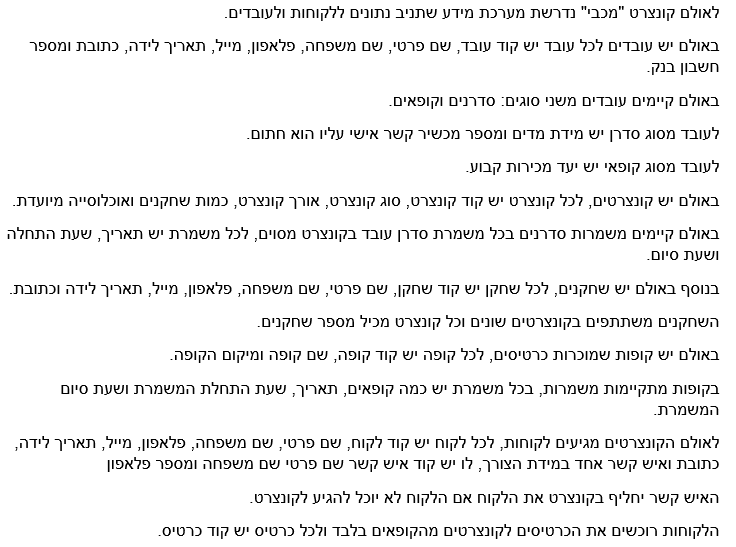 לאולם קונצרט "מכבי" נדרשת מערכת מידע שתניב נתונים ללקוחות ולעובדים.
באולם יש עובדים לכל עובד יש קוד עובד, שם פרטי, שם משפחה, פלאפון, מייל, תאריך לידה, כתובת ומספר
חשבון בנק.
באולם קיימים עובדים משני סוגים: סדרנים וקופאים.
לעובד מסוג סדרן יש מידת מדים ומספר מכשיר קשר אישי עליו הוא חתום.
לעובד מסוג קופאי יש יעד מכירות קבוע.
באולם יש קונצרטים, לכל קונצרט יש קוד קונצרט, סוג קונצרט, אורך קונצרט, כמות שחקנים ואוכלוסייה מיועדת.
באולם קיימים משמרות סדרנים בכל משמרת סדרן עובד בקונצרט מסוים, לכל משמרת יש תאריך, שעת התחלה
ושעת סיום.
בנוסף באולם יש שחקנים, לכל שחקן יש קוד שחקן, שם פרטי, שם משפחה, פלאפון, מייל, תאריך לידה וכתובת.
השחקנים משתתפים בקונצרטים שונים וכל קונצרט מכיל מספר שחקנים.
באולם יש קופות שמוכרות כרטיסים, לכל קופה יש קוד קופה, שם קופה ומיקום הקופה.
בקופות מתקיימות משמרות, בכל משמרת יש כמה קופאים, תאריך, שעת התחלת המשמרת ושעת סיום
המשמרת.
לאולם הקונצרטים מגיעים לקוחות, לכל לקוח יש קוד לקוח, שם פרטי, שם משפחה, פלאפון, מייל, תאריך לידה,
כתובת ואיש קשר אחד במידת הצורך, לו יש קוד איש קשר שם פרטי שם משפחה ומספר פלאפון
האיש קשר יחליף בקונצרט את הלקוח אם הלקוח לא יוכל להגיע לקונצרט.
הלקוחות רוכשים את הכרטיסים לקונצרטים מהקופאים בלבד ולכל כרטיס יש קוד כרטיס.